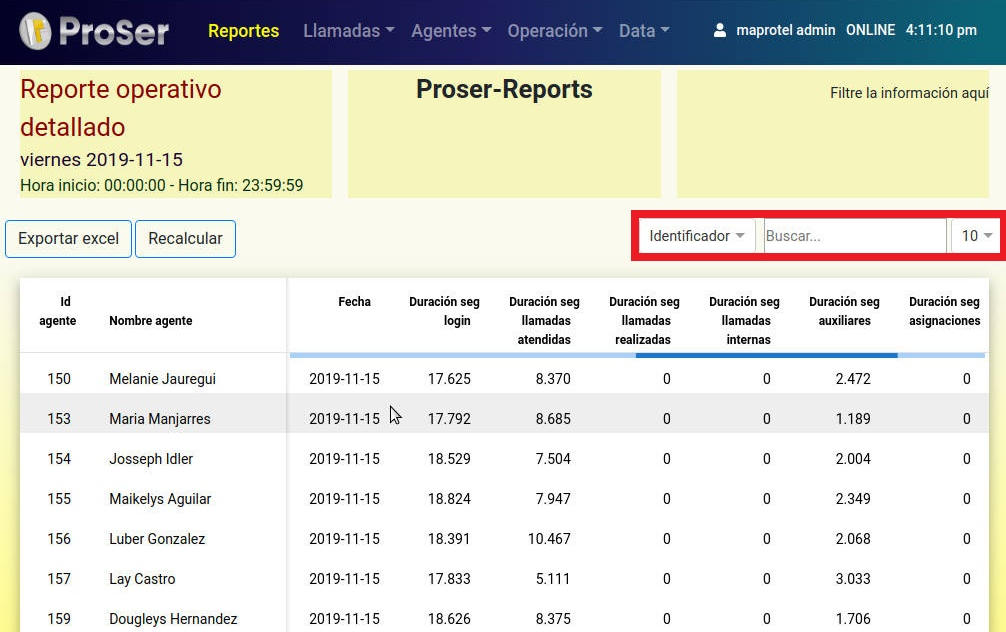 ProSer Reportes Llamadas Agentes Operación Data maprotel admin ONLINE 4:11:10 pm
Reporte operativo
detallado
viernes 2019-11-15
Hora inicio: 00:00:00 - Hora fin: 23:59:59
Proser-Reports
Filtre la información aquí
Exportar excel Recalcular Identificador Buscar... 10
Id agente Nombre agente Fecha Duración seg login Duración seg llamadas atendidas Duración seg llamadas realizadas Duración seg llamadas internas Duración seg auxiliares Duración seg asignaciones
150 Melanie Jauregui 2019-11-15 17.625 8.370 0 0 2.472 0
153 Maria Manjarres 2019-11-15 17.792 8.685 0 0 1.189 0
154 Josseph Idler 2019-11-15 18.529 7.504 0 0 2.004 0
155 Maikelys Aguilar 2019-11-15 18.824 7.947 0 0 2.349 0
156 Luber Gonzalez 2019-11-15 18.391 10.467 0 0 2.068 0
157 Lay Castro 2019-11-15 17.833 5.111 0 0 3.033 0
159 Dougleys Hernandez 2019-11-15 18.626 8.375 0 0 1.706 0